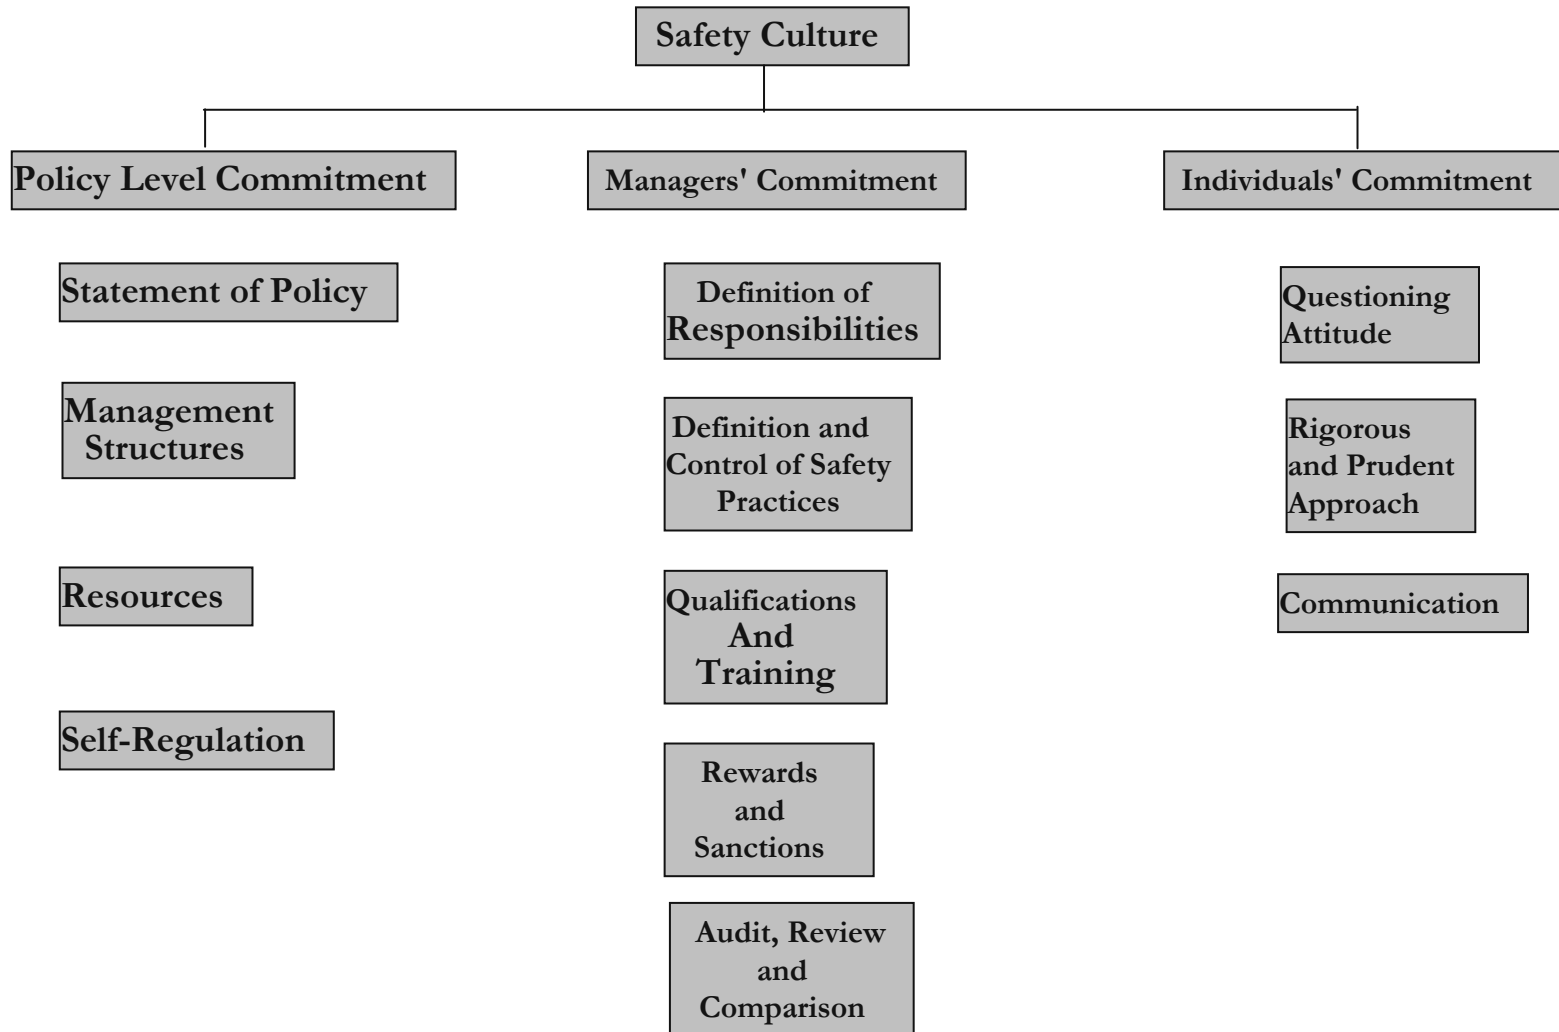 Safety Culture
Policy Level Commitment
Managers' Commitment
Individuals' Commitment
Statement of Policy
Management
Structures
Resources
Self-Regulation
Definition of
Responsibilities
Definition and
Control of Safety
Practices
Qualifications
And
Training
Rewards
and
Sanctions
Audit, Review
and
Comparison
Questioning
Attitude
Rigorous
and Prudent
Approach
Communication